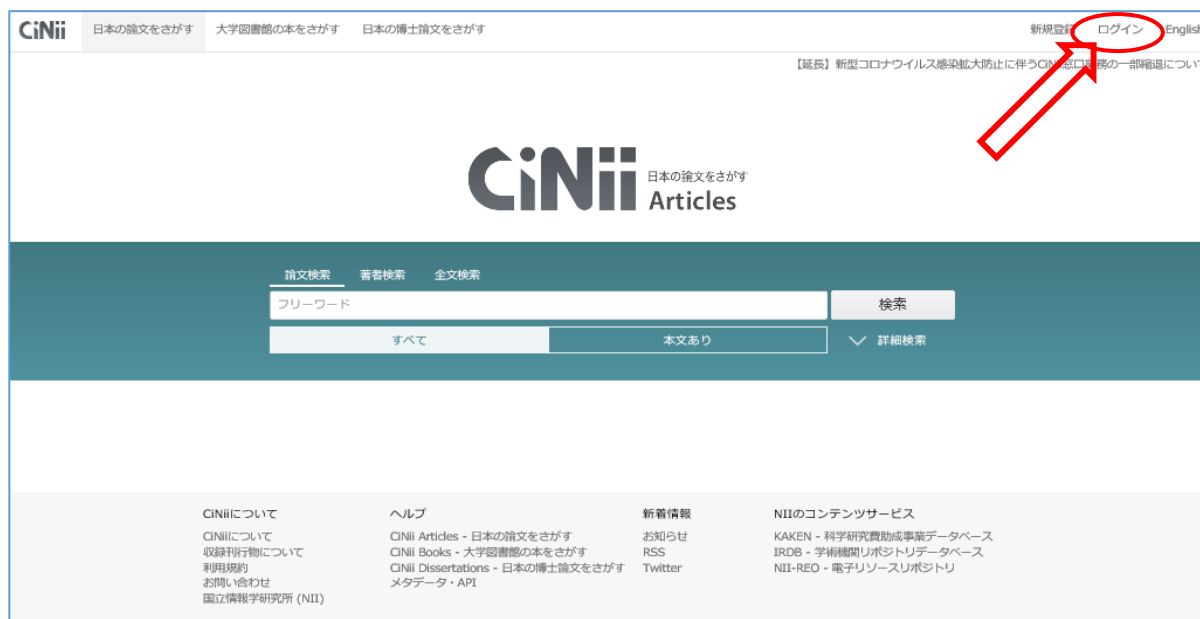 CiNii 日本の論文をさがす 大学図書館の本をさがす 日本の博士論文をさがす 新規登録 ログイン English
【延長】新型コロナウイルス感染拡大防止に伴うCiNii窓口業務の一部縮退につい
CiNii 日本の論文をさがす
Articles
論文検索 著者検索 全文検索
フリーワード 検索
すべて 本文あり 詳細検索
CiNiiについて
CiNiiについて
収録刊行物について
利用規約
お問い合わせ
国立情報学研究所 (NII)
ヘルプ
CiNii Articles - 日本の論文をさがす
CiNii Books - 大学図書館の本をさがす
CiNii Dissertations - 日本の博士論文をさがす
メタデータ・API
新着情報
お知らせ
RSS
Twitter
NIIのコンテンツサービス
KAKEN - 科学研究費助成事業データベース
IRDB - 学術機関リポジトリデータベース
NII-REO - 電子リソースリポジトリ